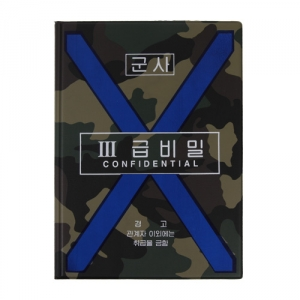 군사
III 급비밀
CONFIDENTIAL
경 고
관계자 이외에는
취급을 금함